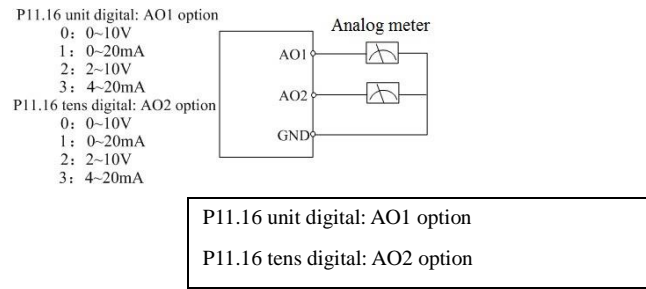 P11.16 unit digital: AO1 option
0: 0~10V
1: 0~20mA
2: 2~10V
3: 4~20mA
P11.16 tens digital: AO2 option
0: 0~10V
1: 0~20mA
2: 2~10V
3: 4~20mA
Analog meter
AO1
AO2
GND
P11.16 unit digital: AO1 option
P11.16 tens digital: AO2 option